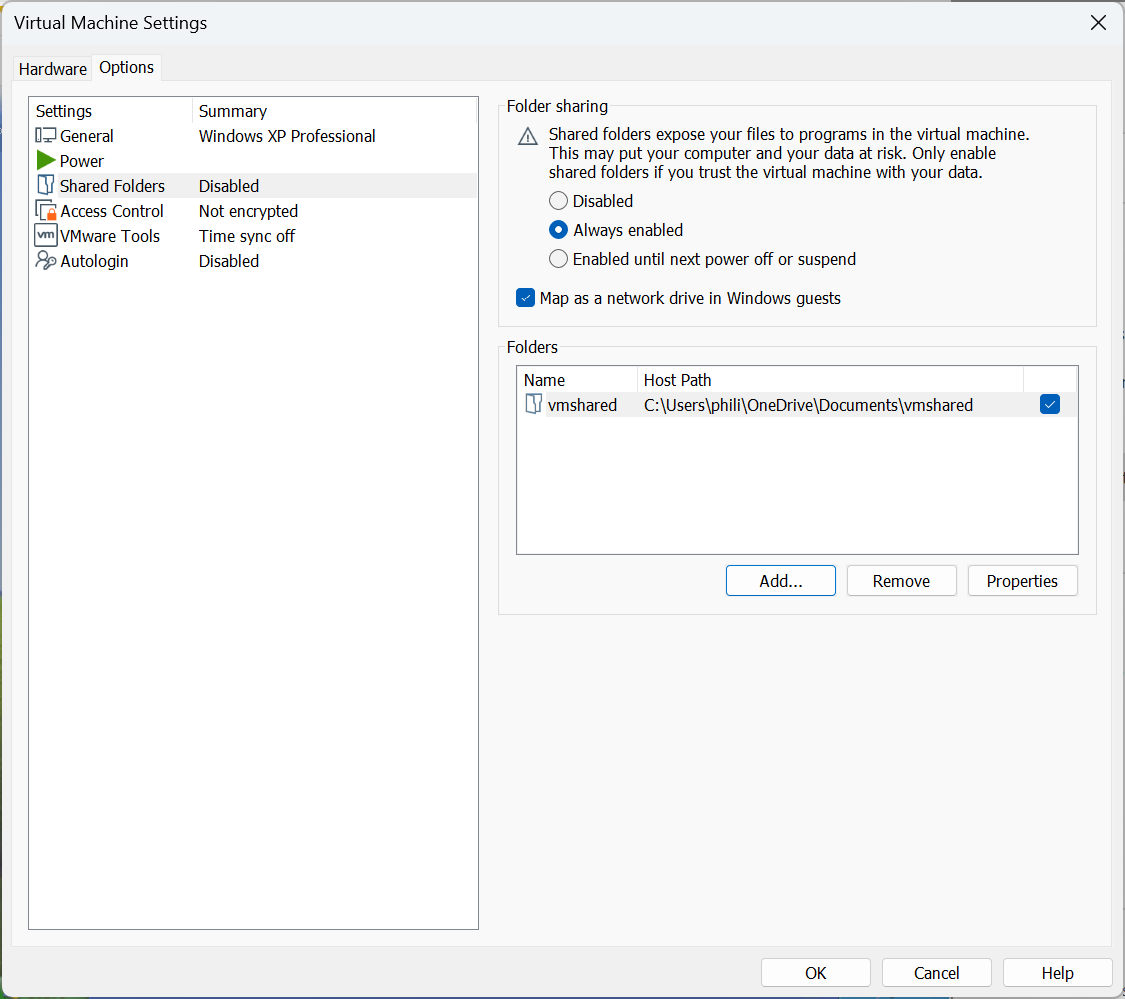 Virtual Machine Settings
Hardware
Options
Settings Summary
General Windows XP Professional
Power
Shared Folders Disabled
Access Control Not encrypted
vm VMware Tools Time sync off
Autologin Disabled
Folder sharing
Shared folders expose your files to programs in the virtual machine.
This may put your computer and your data at risk. Only enable
shared folders if you trust the virtual machine with your data.
Disabled
Always enabled
Enabled until next power off or suspend
Map as a network drive in Windows guests
Folders
Name Host Path
vmshared C:\Users\phili\OneDrive\Documents\vmshared
Add... Remove Properties
OK Cancel Help